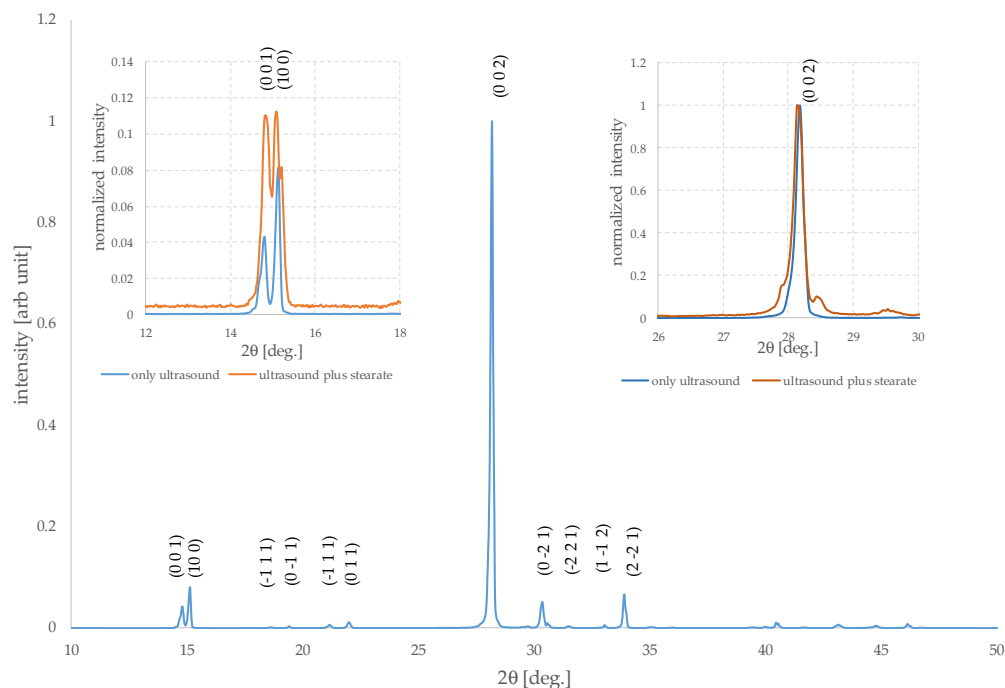 1.2
1
0.8
0.6
0.4
0.2
0
intensity [arb unit]
10
15
20
25
30
35
40
45
50
2θ [deg.]
(0 0 1)
(10 0)
(-1 1 1)
(0 -1 1)
(-1 1 1)
(0 1 1)
(0 0 2)
(0 -2 1)
(-2 2 1)
(1 -1 2)
(2 -2 1)
0.14
0.12
0.1
0.08
0.06
0.04
0.02
0
normalized intensity
(0 0 1)
(10 0)
12
14
16
18
2θ [deg.]
only ultrasound
ultrasound plus stearate
1.2
1
0.8
0.6
0.4
0.2
0
normalized intensity
(0 0 2)
26
27
28
29
30
2θ [deg.]
only ultrasound
ultrasound plus stearate